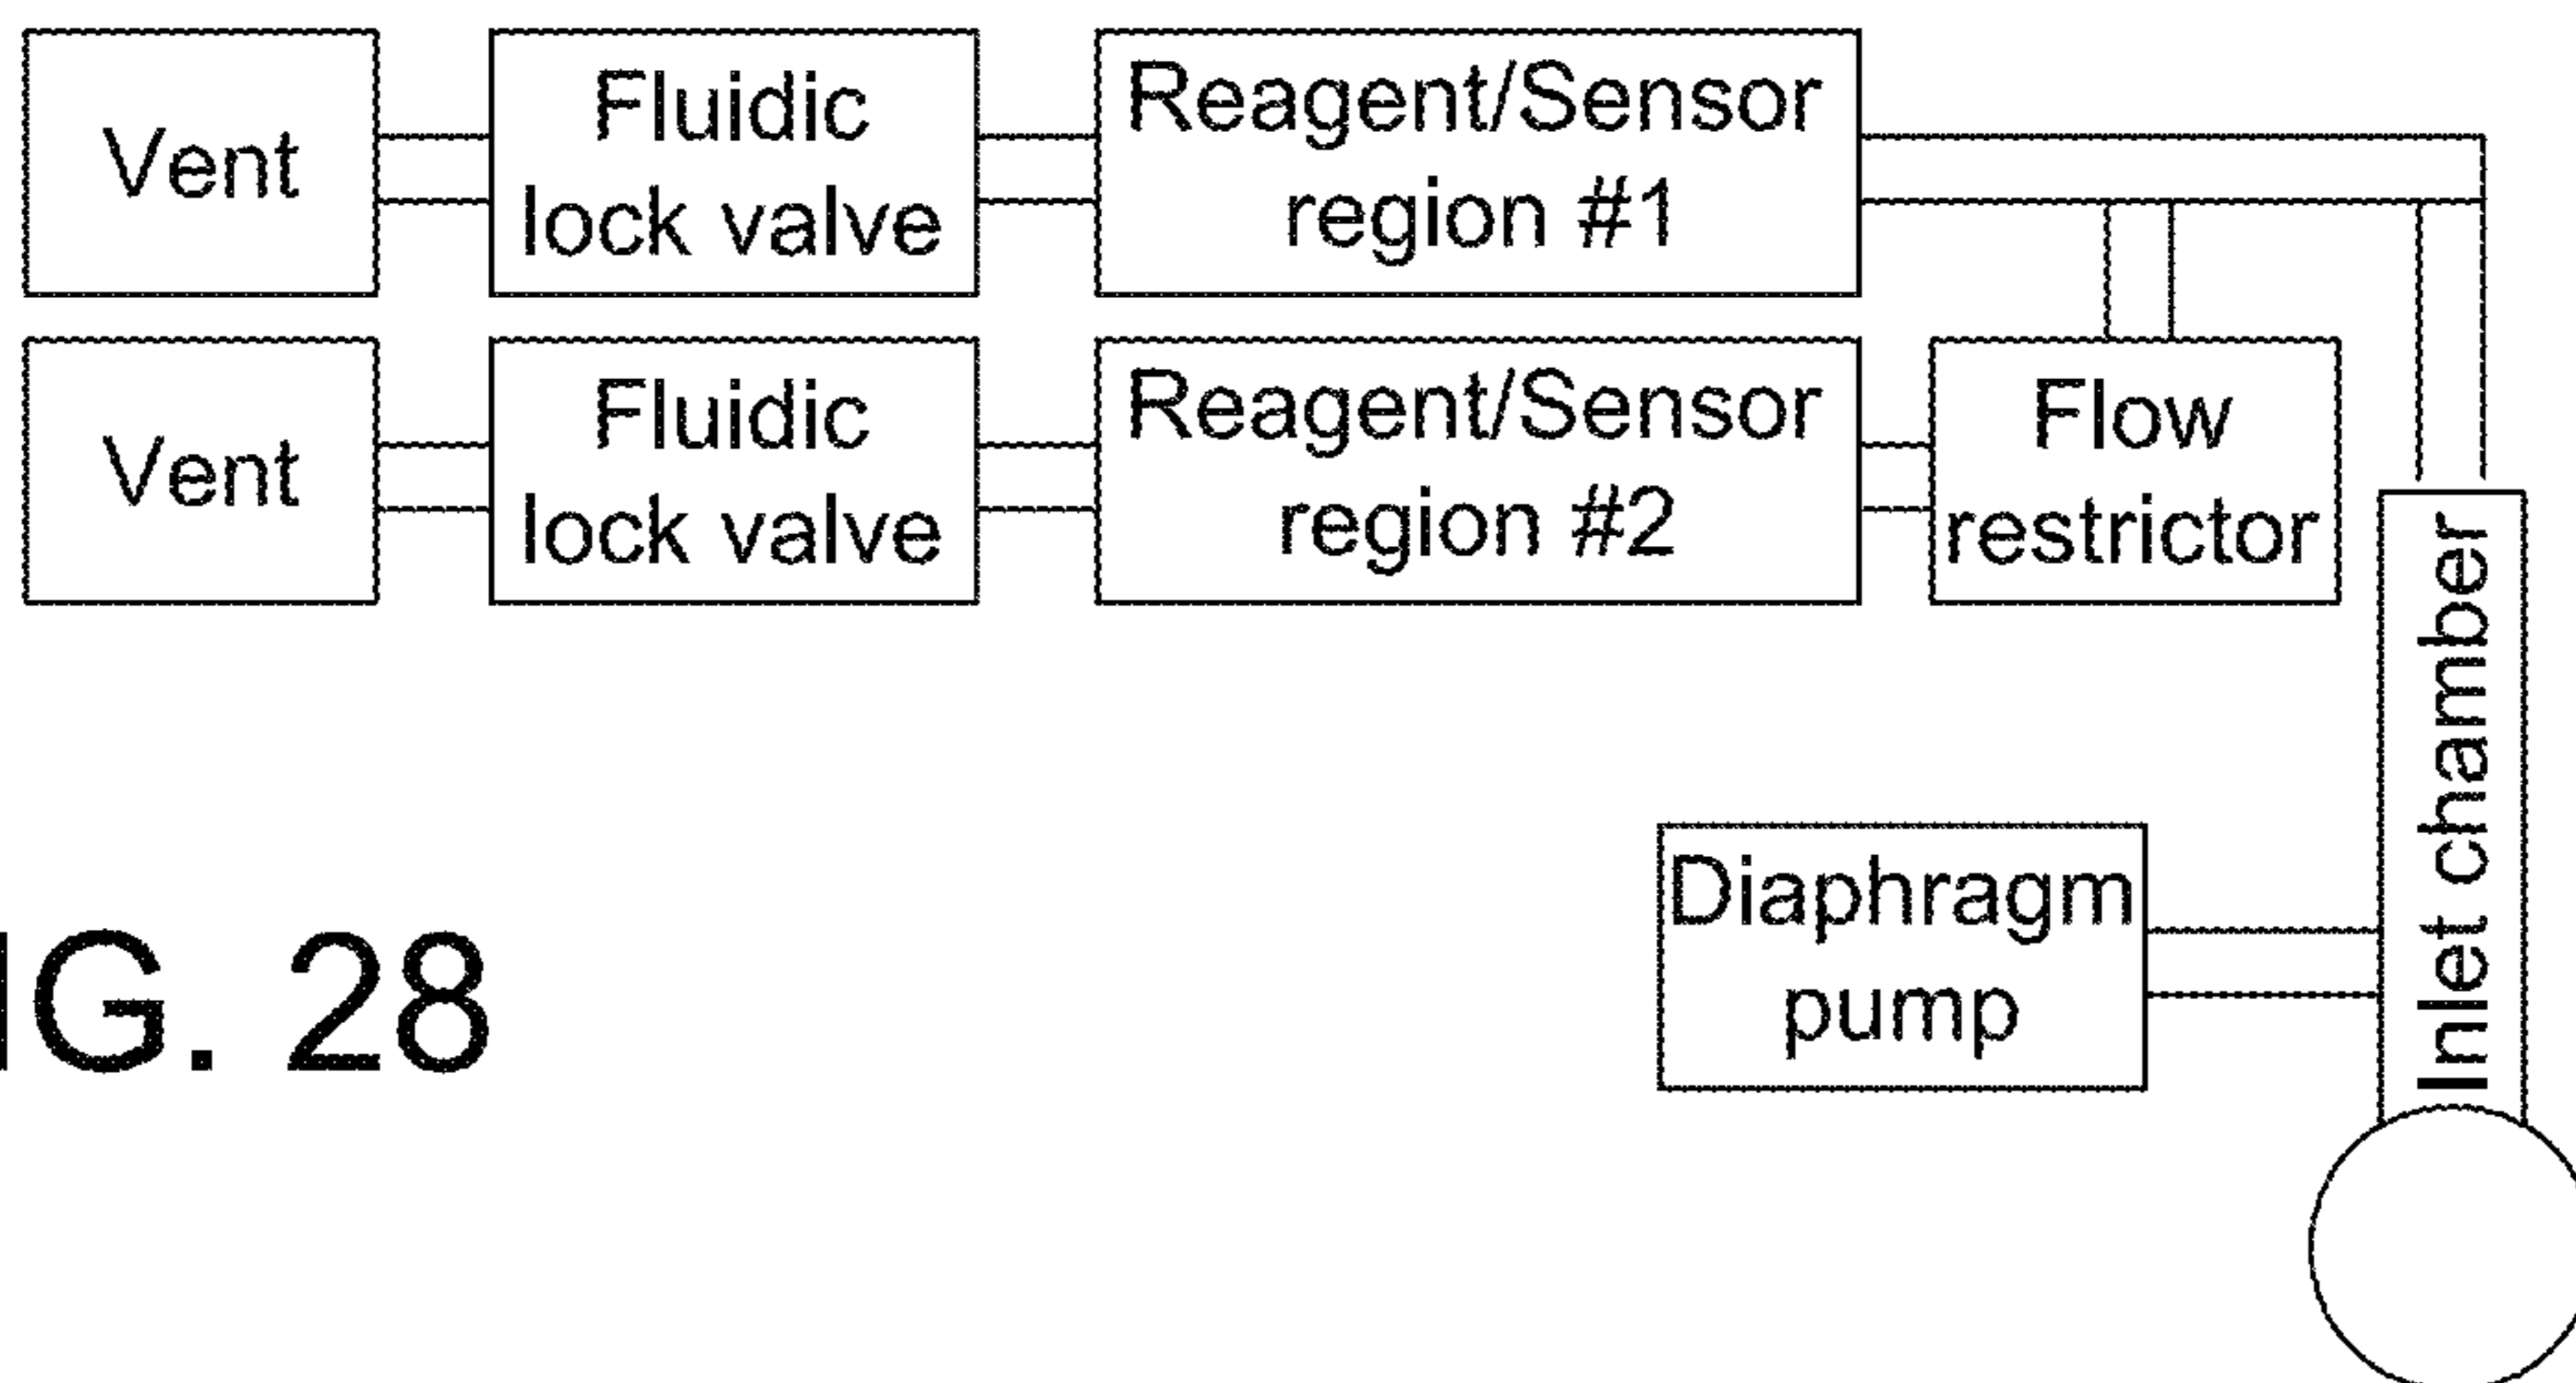 Vent
Fluidic
lock valve
Reagent/Sensor
region #1
Vent
Fluidic
lock valve
Reagent/Sensor
region #2
Flow
restrictor
Inlet chamber
Diaphragm
pump
IG. 28